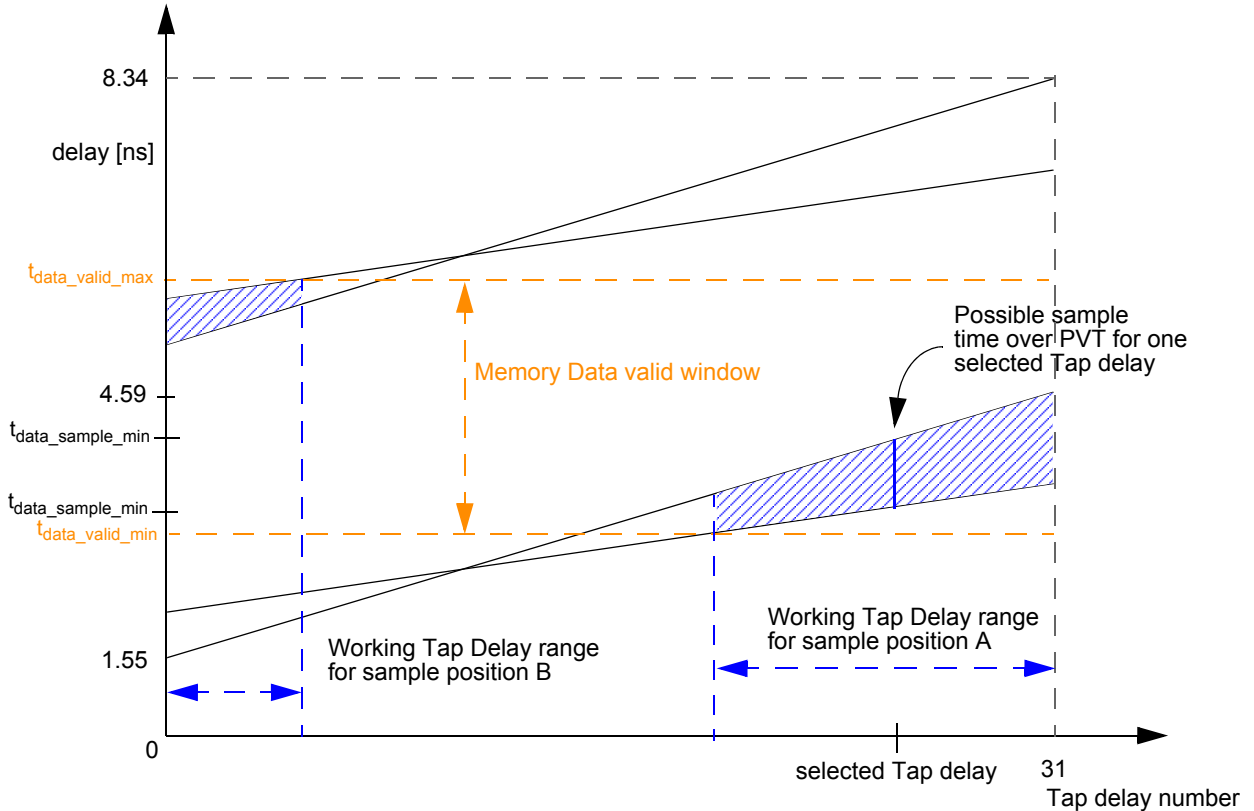 8.34
delay [ns]
tdata_valid_max
Possible sample
time over PVT for one
selected Tap delay
Memory Data valid window
4.59
tdata_sample_min
tdata_sample_min
tdata_valid_min
Working Tap Delay range
for sample position A
Working Tap Delay range
for sample position B
1.55
0
selected Tap delay
31
Tap delay number